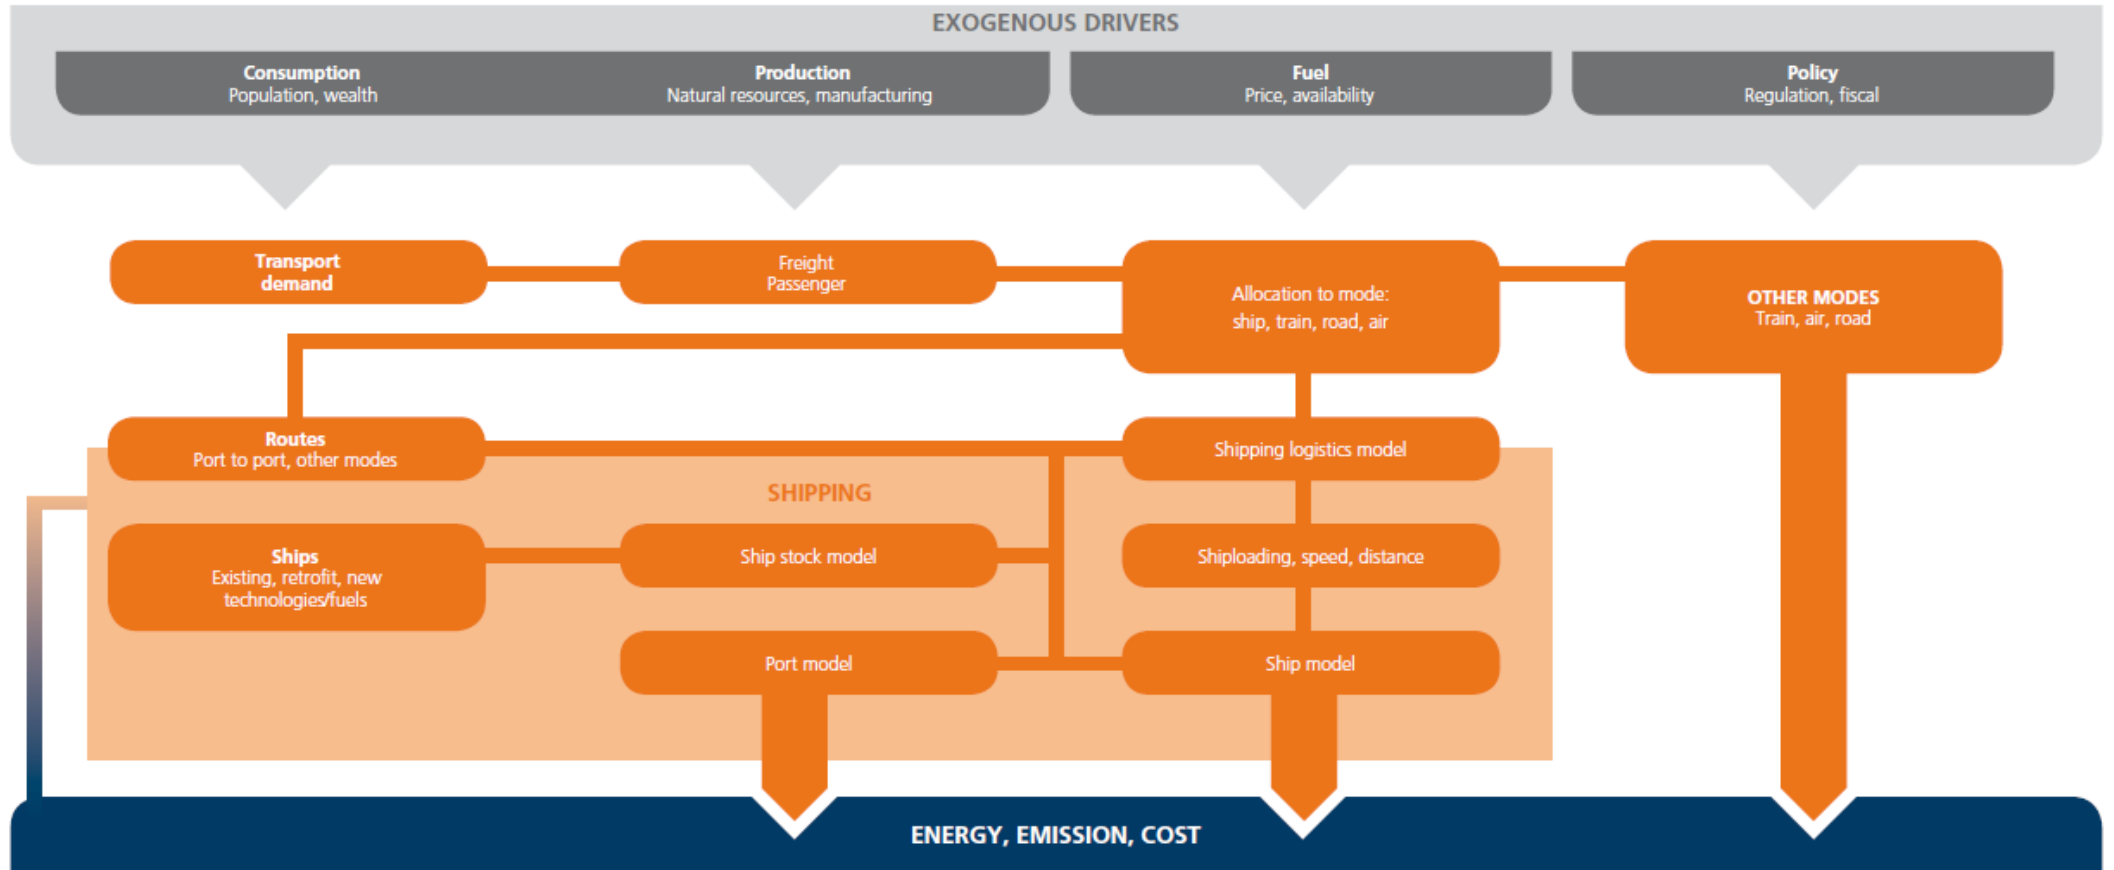 EXOGENOUS DRIVERS
Consumption
Population, wealth
Production
Natural resources, manufacturing
Fuel
Price, availability
Policy
Regulation, fiscal
Transport
demand
Freight
Passenger
Allocation to mode:
ship, train, road, air
OTHER MODES
Train, air, road
Routes
Port to port, other modes
Shipping logistics model
SHIPPING
Ships
Existing, retrofit, new
technologies/fuels
Ship stock model
Shiploading, speed, distance
Port model
Ship model
ENERGY, EMISSION, COST